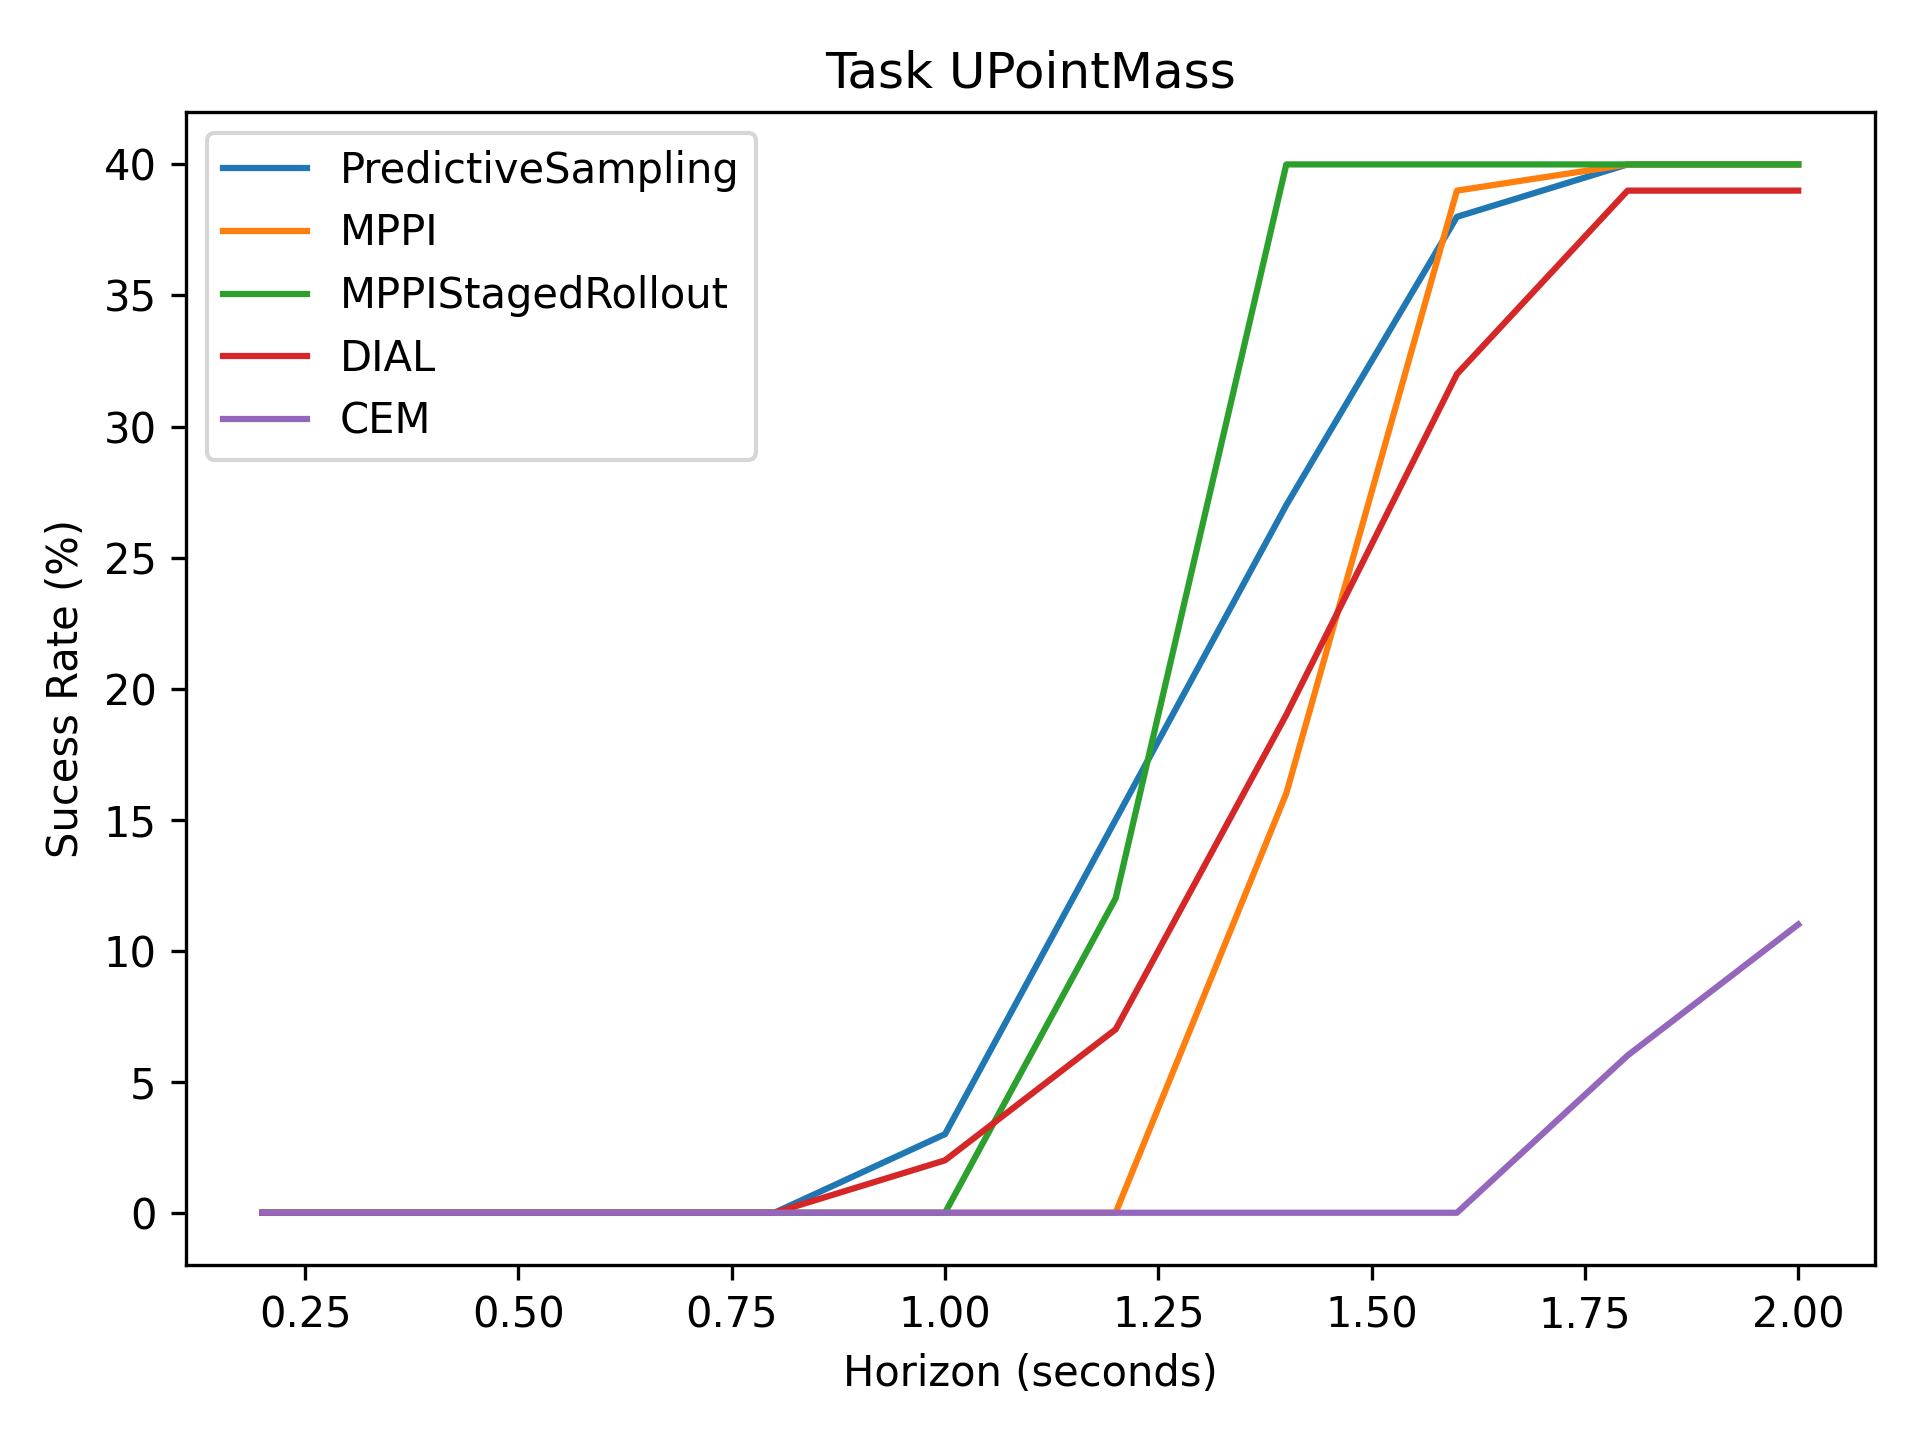 Task UPointMass
PredictiveSampling
MPPI
MPPIStagedRollout
DIAL
CEM
Sucess Rate (%)
40
35
30
25
20
15
10
5
0
0.25 0.50 0.75 1.00 1.25 1.50 1.75 2.00
Horizon (seconds)